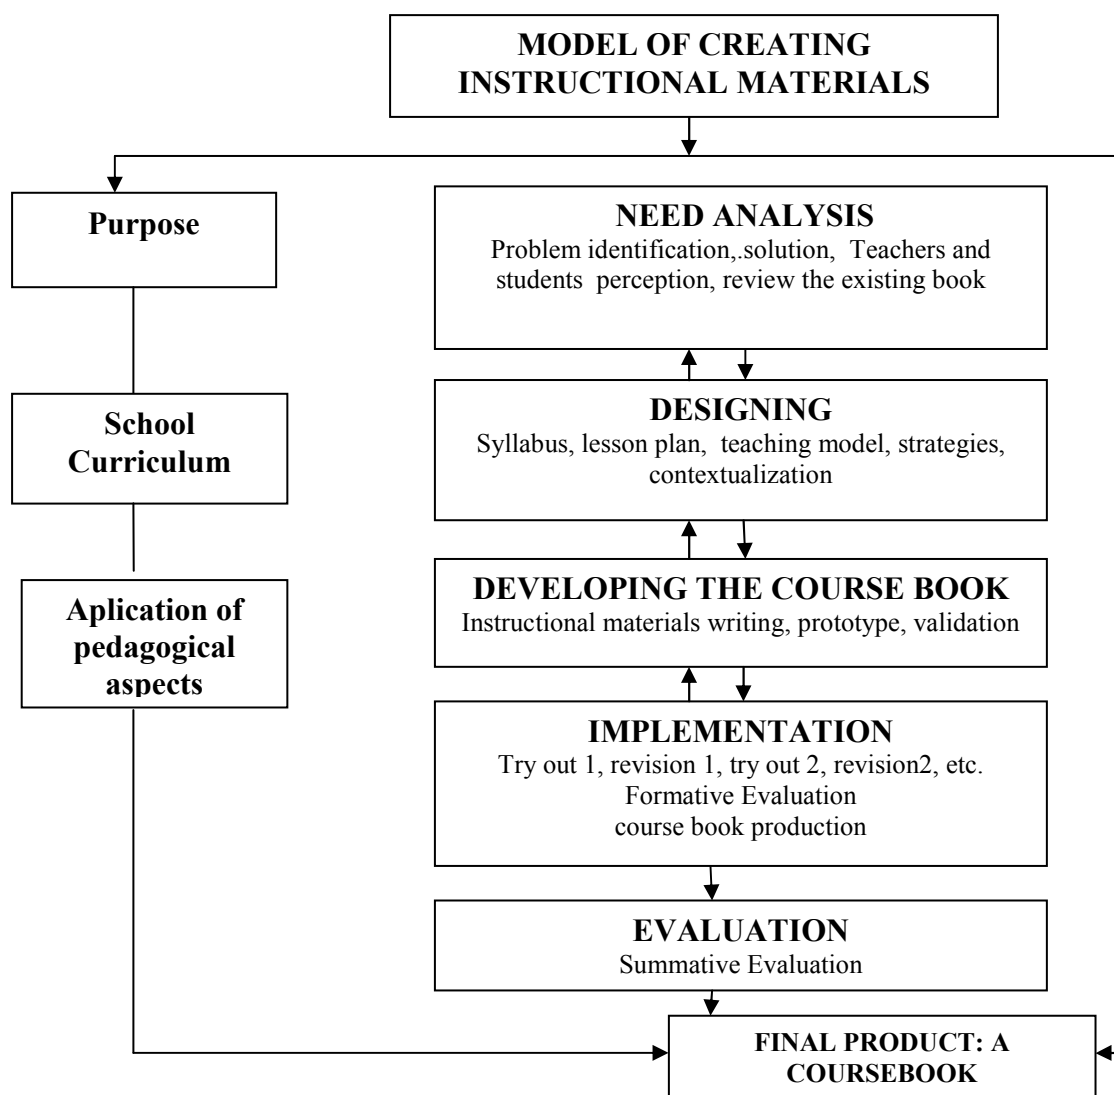 MODEL OF CREATING
INSTRUCTIONAL MATERIALS
Purpose
School
Curriculum
Aplication of
pedagogical
aspects
NEED ANALYSIS
Problem identification,.solution, Teachers and
students perception, review the existing book
DESIGNING
Syllabus, lesson plan, teaching model, strategies,
contextualization
DEVELOPING THE COURSE BOOK
Instructional materials writing, prototype, validation
IMPLEMENTATION
Try out 1, revision 1, try out 2, revision2, etc.
Formative Evaluation
course book production
EVALUATION
Summative Evaluation
FINAL PRODUCT: A
COURSEBOOK